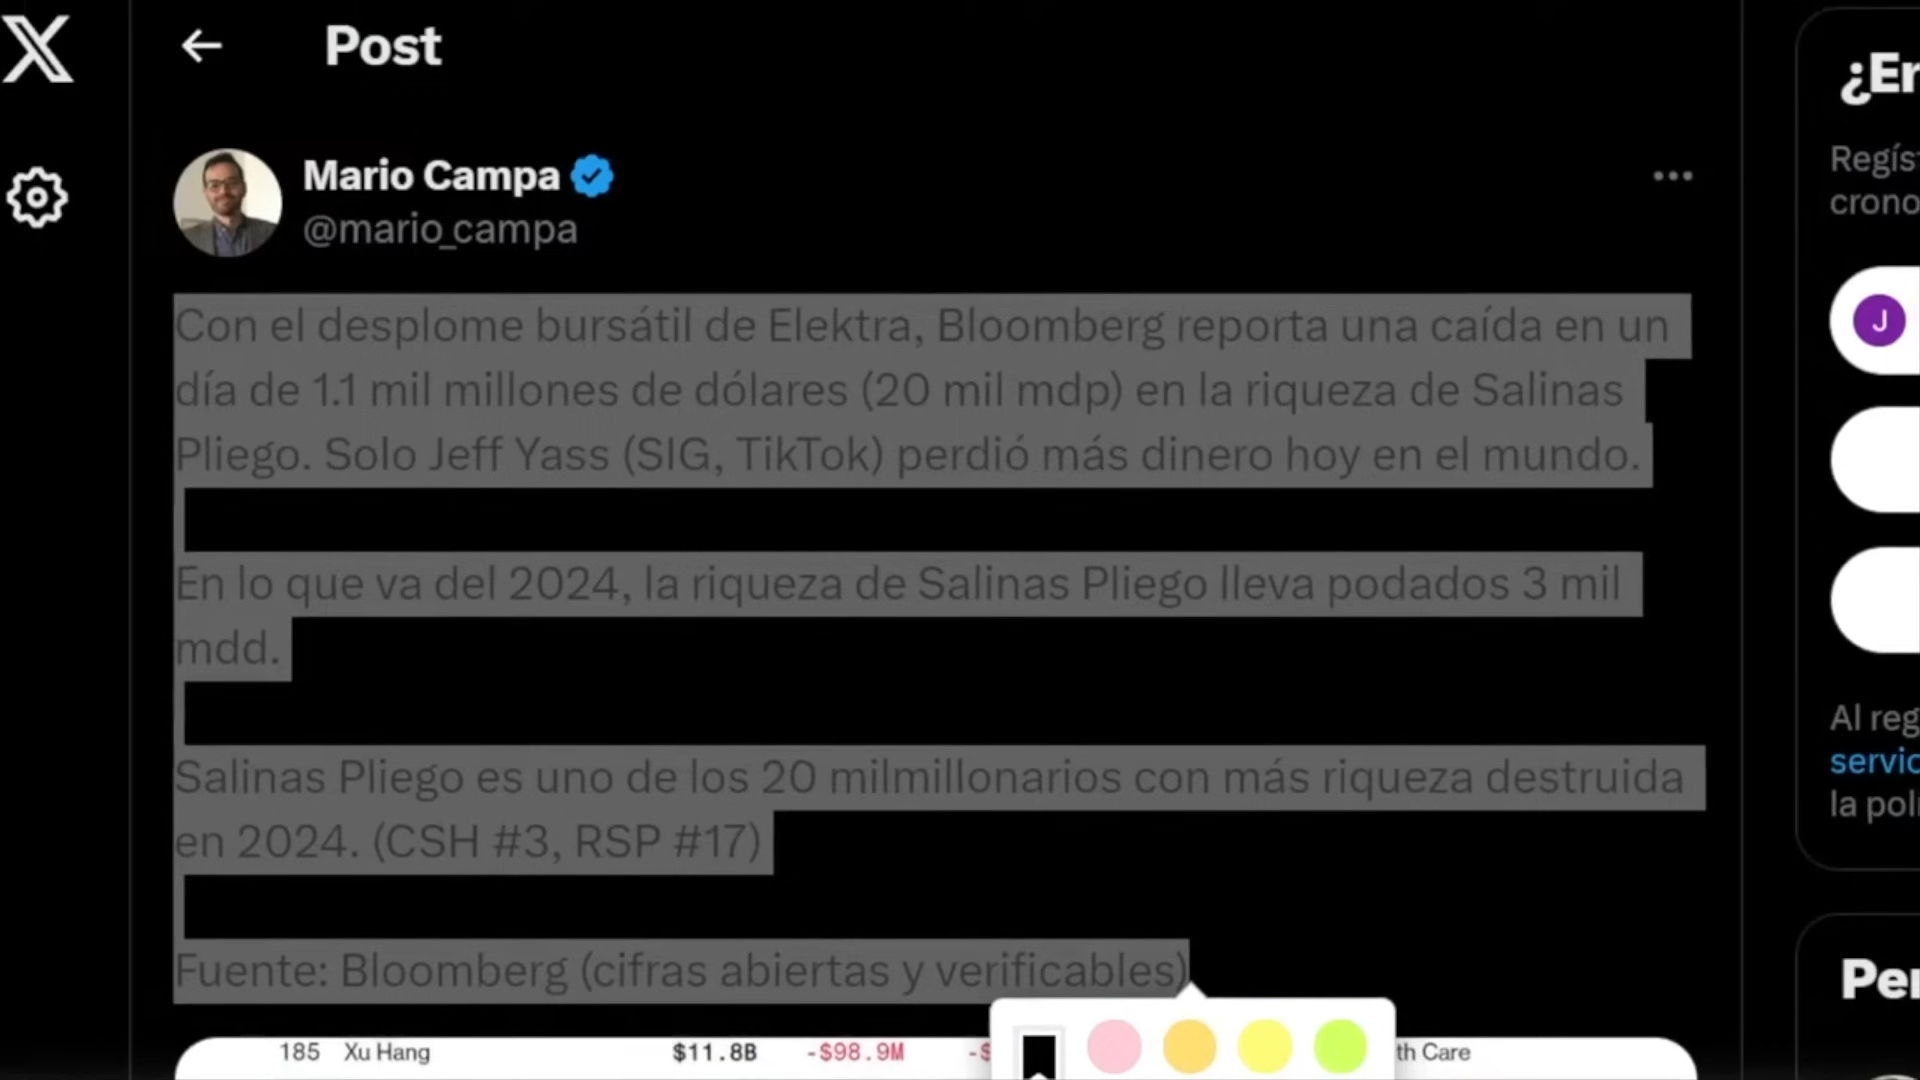 Post
¿En
Mario Campa
@mario_campa
Regíst
crono
J
Con el desplome bursátil de Elektra, Bloomberg reporta una caída en un
día de 1.1 mil millones de dólares (20 mil mdp) en la riqueza de Salinas
Pliego. Solo Jeff Yass (SIG, TikTok) perdió más dinero hoy en el mundo.
En lo que va del 2024, la riqueza de Salinas Pliego lleva podados 3 mil
mdd.
Salinas Pliego es uno de los 20 milmillonarios con más riqueza destruida
en 2024. (CSH #3, RSP #17)
Fuente: Bloomberg (cifras abiertas y verificables)
Al reg
servic
la polí
Per
185 Xu Hang $11.8B -$98.9M -$ th Care